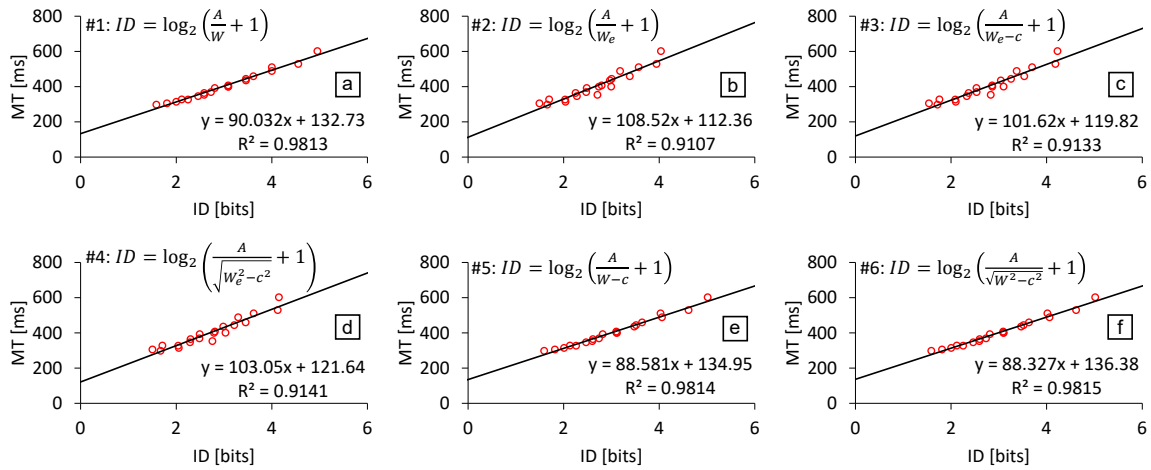 #1: ID = log₂(A/W + 1)
800
600
400
200
0
MT [ms]
a
y = 90.032x + 132.73
R² = 0.9813
0 2 4 6
ID [bits]
#2: ID = log₂(A/Wₑ + 1)
800
600
400
200
0
MT [ms]
b
y = 108.52x + 112.36
R² = 0.9107
0 2 4 6
ID [bits]
#3: ID = log₂(A/(Wₑ−c) + 1)
800
600
400
200
0
MT [ms]
c
y = 101.62x + 119.82
R² = 0.9133
0 2 4 6
ID [bits]
#4: ID = log₂(A/√(Wₑ²−c²) + 1)
800
600
400
200
0
MT [ms]
d
y = 103.05x + 121.64
R² = 0.9141
0 2 4 6
ID [bits]
#5: ID = log₂(A/(W−c) + 1)
800
600
400
200
0
MT [ms]
e
y = 88.581x + 134.95
R² = 0.9814
0 2 4 6
ID [bits]
#6: ID = log₂(A/√(W²−c²) + 1)
800
600
400
200
0
MT [ms]
f
y = 88.327x + 136.38
R² = 0.9815
0 2 4 6
ID [bits]